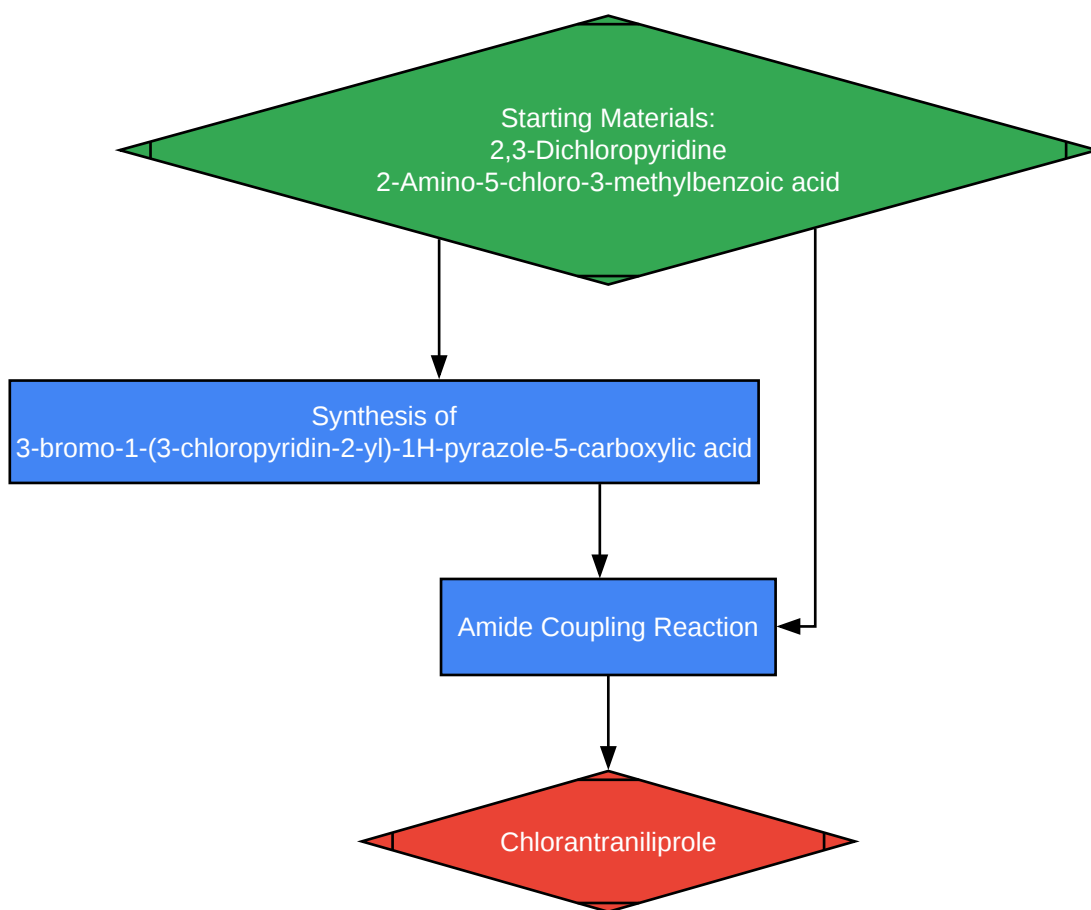 Starting Materials:
2,3-Dichloropyridine
2-Amino-5-chloro-3-methylbenzoic acid
Synthesis of
3-bromo-1-(3-chloropyridin-2-yl)-1H-pyrazole-5-carboxylic acid
Amide Coupling Reaction
Chlorantraniliprole